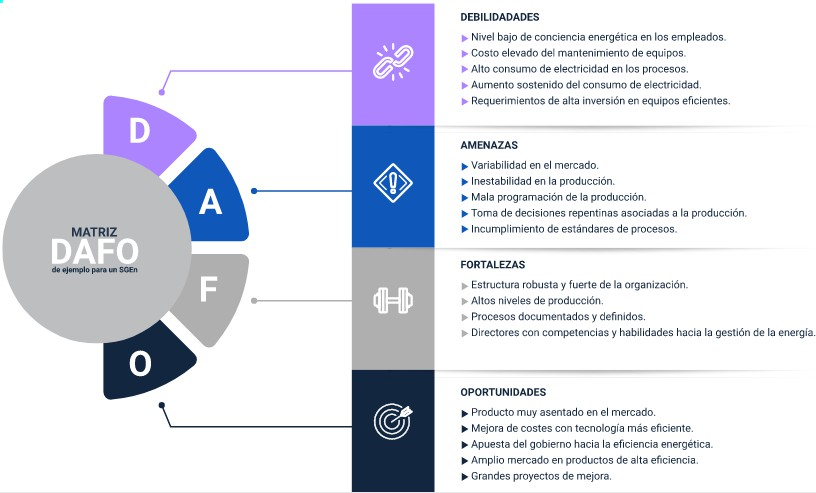 MATRIZ
DAFO
de ejemplo para un SGEn
D
A
F
O
DEBILIDADES
Nivel bajo de conciencia energética en los empleados.
Costo elevado del mantenimiento de equipos.
Alto consumo de electricidad en los procesos.
Aumento sostenido del consumo de electricidad.
Requerimientos de alta inversión en equipos eficientes.
AMENAZAS
Variabilidad en el mercado.
Inestabilidad en la producción.
Mala programación de la producción.
Toma de decisiones repentinas asociadas a la producción.
Incumplimiento de estándares de procesos.
FORTALEZAS
Estructura robusta y fuerte de la organización.
Altos niveles de producción.
Procesos documentados y definidos.
Directores con competencias y habilidades hacia la gestión de la energía.
OPORTUNIDADES
Producto muy asentado en el mercado.
Mejora de costes con tecnología más eficiente.
Apuesta del gobierno hacia la eficiencia energética.
Amplio mercado en productos de alta eficiencia.
Grandes proyectos de mejora.